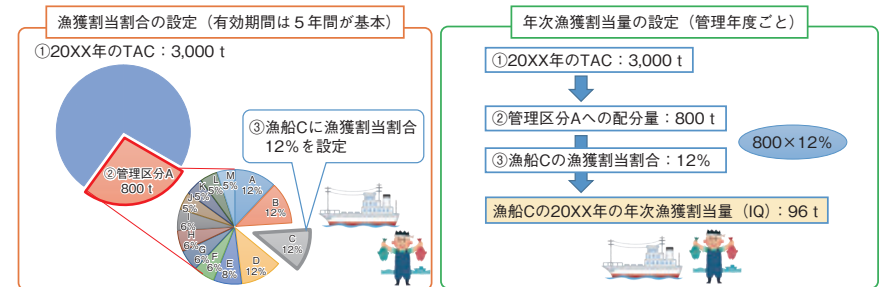 漁獲割当割合の設定（有効期間は５年間が基本）
①20XX年のTAC：3,000 t
②管理区分A
800 t
③漁船Cに漁獲割当割合
12%を設定
A
12%
B
12%
C
12%
D
12%
E
8%
F
6%
G
6%
H
6%
I
6%
J
5%
K
5%
L
5%
M
5%
年次漁獲割当量の設定（管理年度ごと）
①20XX年のTAC：3,000 t
②管理区分Aへの配分量：800 t
③漁船Cの漁獲割当割合：12%
800×12%
漁船Cの20XX年の年次漁獲割当量（IQ）：96 t